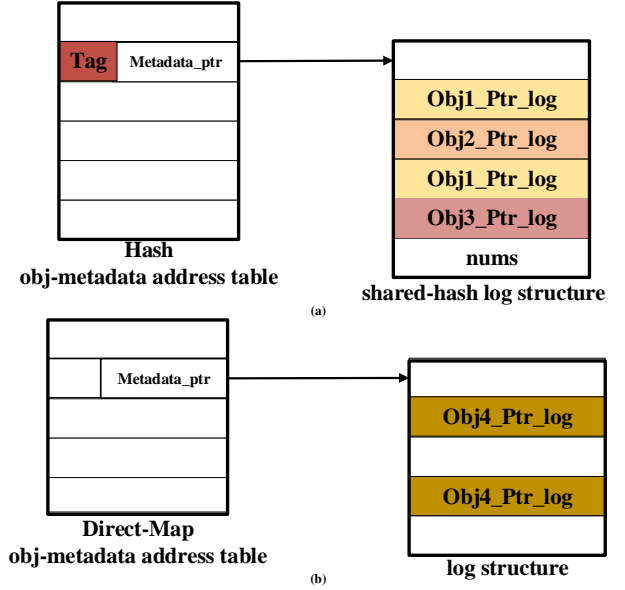 Tag
Metadata_ptr
Obj1_Ptr_log
Obj2_Ptr_log
Obj1_Ptr_log
Obj3_Ptr_log
nums
Hash
obj-metadata address table
shared-hash log structure
(a)
Metadata_ptr
Obj4_Ptr_log
Obj4_Ptr_log
Direct-Map
obj-metadata address table
log structure
(b)